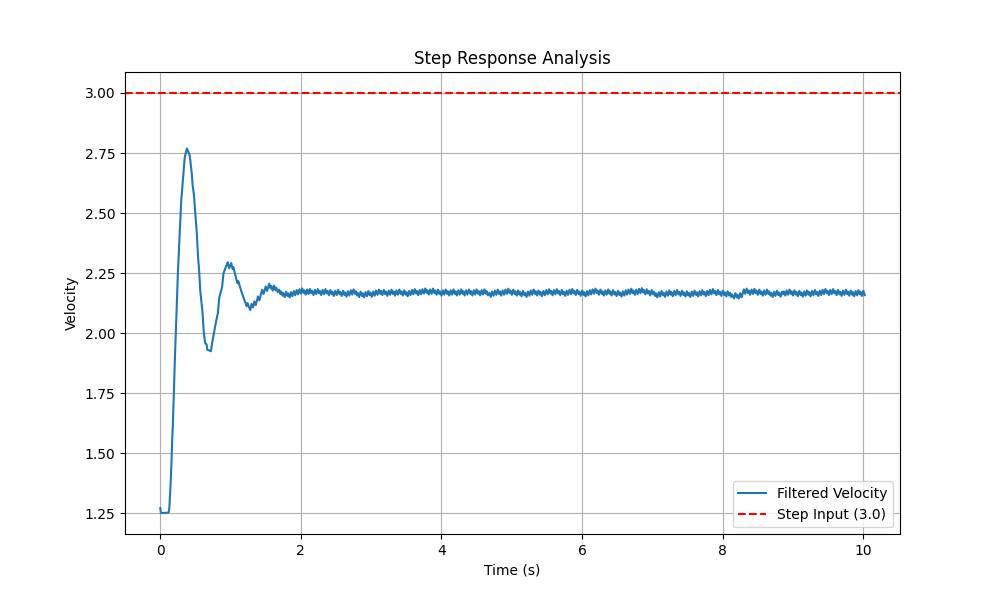 Step Response Analysis
3.00
2.75
2.50
2.25
2.00
1.75
1.50
1.25
Velocity
Filtered Velocity
Step Input (3.0)
0 2 4 6 8 10
Time (s)